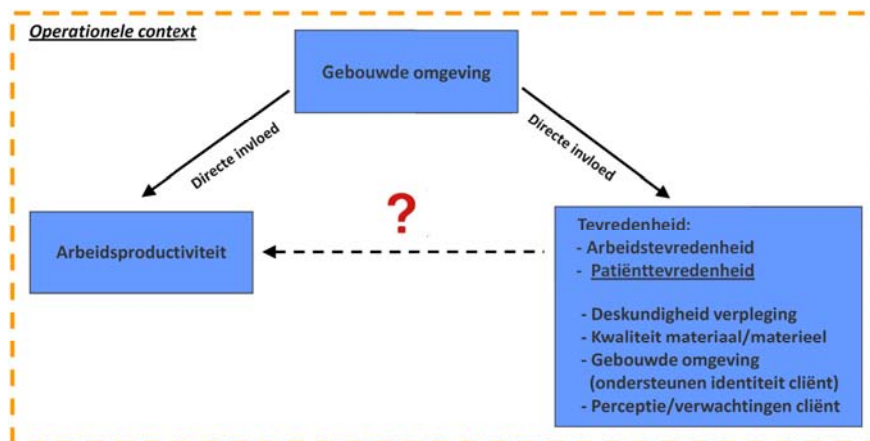 Operationele context
Gebouwde omgeving
Directe invloed
Directe invloed
?
Arbeidsproductiviteit
Tevredenheid:
- Arbeidstevredenheid
- Patiënttevredenheid
- Deskundigheid verpleging
- Kwaliteit materiaal/materieel
- Gebouwde omgeving
(ondersteunen identiteit cliënt)
- Perceptie/verwachtingen cliënt